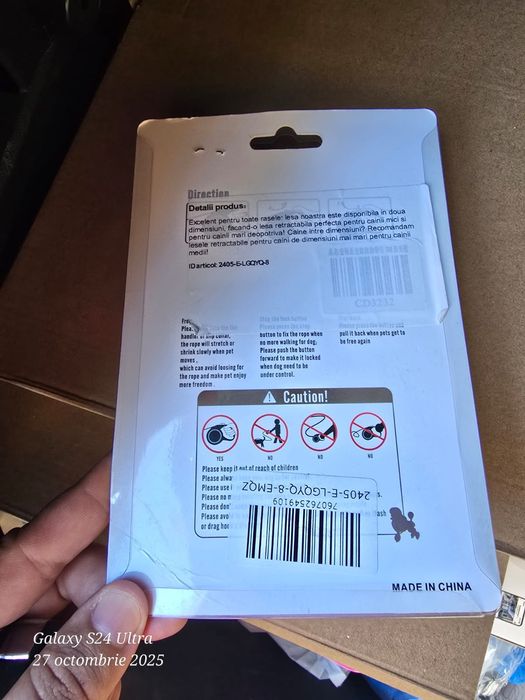 Direction
Detalii produs:
Excelent pentru toate rasele: lesa noastra este disponibila in doua
dimensiuni, facand-o lesa retractabila perfecta pentru cainii mici si
pentru cainii mari deopotriva! Caine intre dimensiuni? Recomandam
lesele retractabile pentru caini de dimensiuni mai mari pentru cainii
medii!
ID articol: 2405-E-LGQYQ-8
CD3232
handle
the rope will stretch or
shrink slowly when pet
moves .
which can avoid loosing for
the rope and make pet enjoy
more freedom .
button to fix the rope when
no more walking for dog;
Please push the button
forward to make it locked
when dog need to be
under control.
pull it back when pets get to
be free again
Caution!
YES
NO
NO
NO
Please keep it out of reach of children
Please
Please use
Please no
Please
Please
or drag
2405-E-LGQYQ-8-EMQZ
760762549109
MADE IN CHINA
Galaxy S24 Ultra
27 octombrie 2025